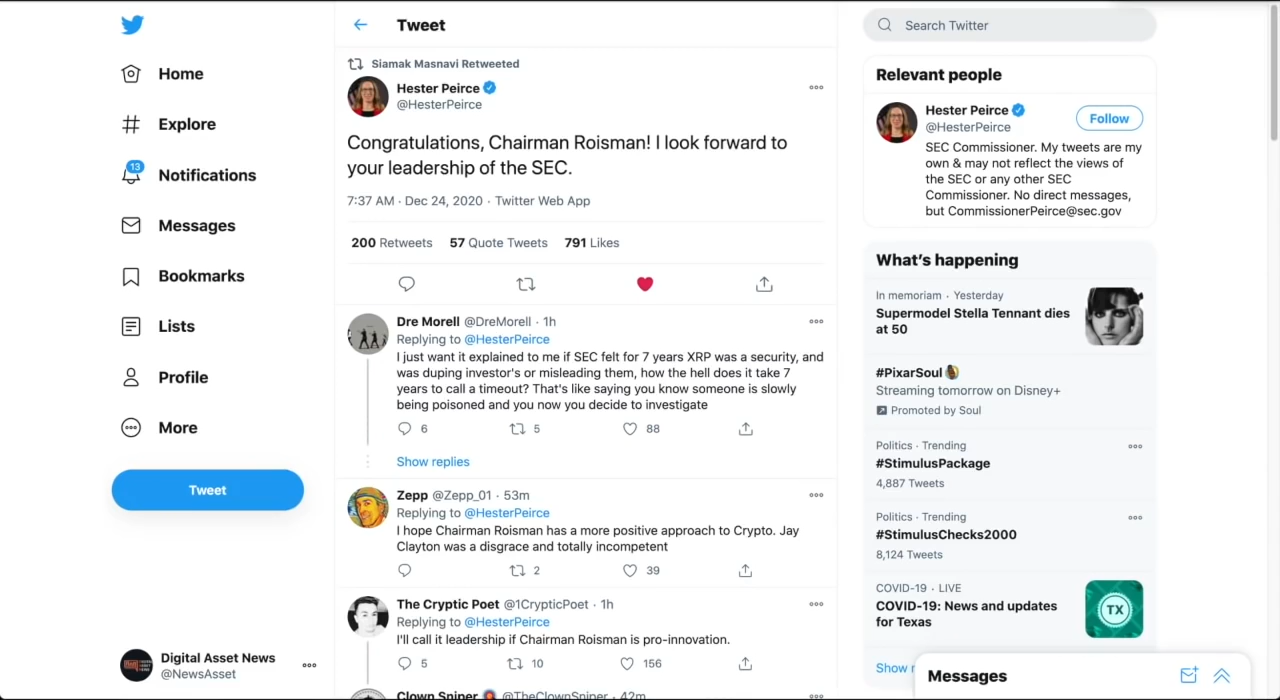 Home
Explore
13
Notifications
Messages
Bookmarks
Lists
Profile
More
Tweet
Digital Asset News
@NewsAsset
Tweet
Siamak Masnavi Retweeted
Hester Peirce
@HesterPeirce
Congratulations, Chairman Roisman! I look forward to
your leadership of the SEC.
7:37 AM · Dec 24, 2020 · Twitter Web App
200 Retweets 57 Quote Tweets 791 Likes
Dre Morell @DreMorell · 1h
Replying to @HesterPeirce
I just want it explained to me if SEC felt for 7 years XRP was a security, and
was duping investor's or misleading them, how the hell does it take 7
years to call a timeout? That's like saying you know someone is slowly
being poisoned and you now you decide to investigate
6 5 88
Show replies
Zepp @Zepp_01 · 53m
Replying to @HesterPeirce
I hope Chairman Roisman has a more positive approach to Crypto. Jay
Clayton was a disgrace and totally incompetent
2 39
The Cryptic Poet @1CrypticPoet · 1h
Replying to @HesterPeirce
I'll call it leadership if Chairman Roisman is pro-innovation.
5 10 156
Clown Sniper @TheClownSniper · 42m
Search Twitter
Relevant people
Hester Peirce
@HesterPeirce
Follow
SEC Commissioner. My tweets are my
own & may not reflect the views of
the SEC or any other SEC
Commissioner. No direct messages,
but CommissionerPeirce@sec.gov
What's happening
In memoriam · Yesterday
Supermodel Stella Tennant dies
at 50
#PixarSoul
Streaming tomorrow on Disney+
Promoted by Soul
Politics · Trending
#StimulusPackage
4,887 Tweets
Politics · Trending
#StimulusChecks2000
8,124 Tweets
COVID-19 · LIVE
COVID-19: News and updates
for Texas
TX
Show
Messages